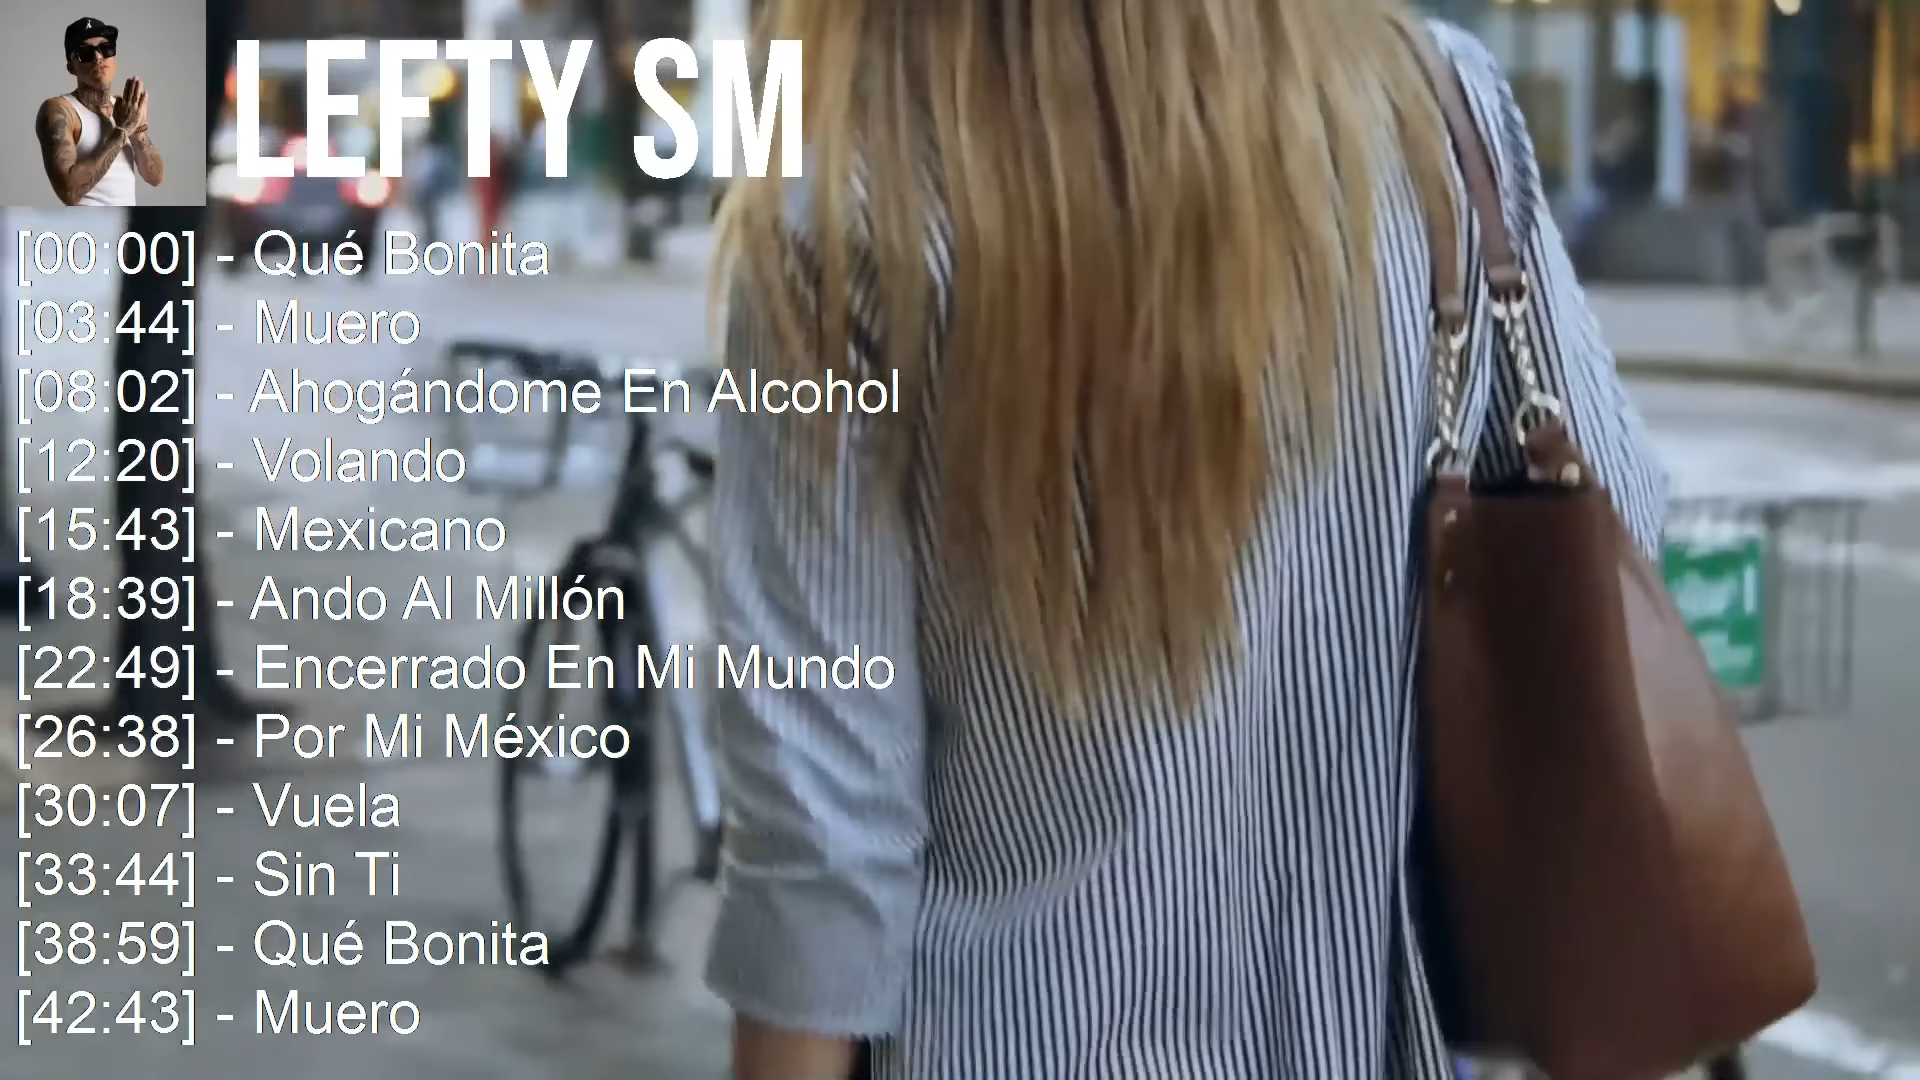 LEFTY SM
[00:00] - Qué Bonita
[03:44] - Muero
[08:02] - Ahogándome En Alcohol
[12:20] - Volando
[15:43] - Mexicano
[18:39] - Ando Al Millón
[22:49] - Encerrado En Mi Mundo
[26:38] - Por Mi México
[30:07] - Vuela
[33:44] - Sin Ti
[38:59] - Qué Bonita
[42:43] - Muero